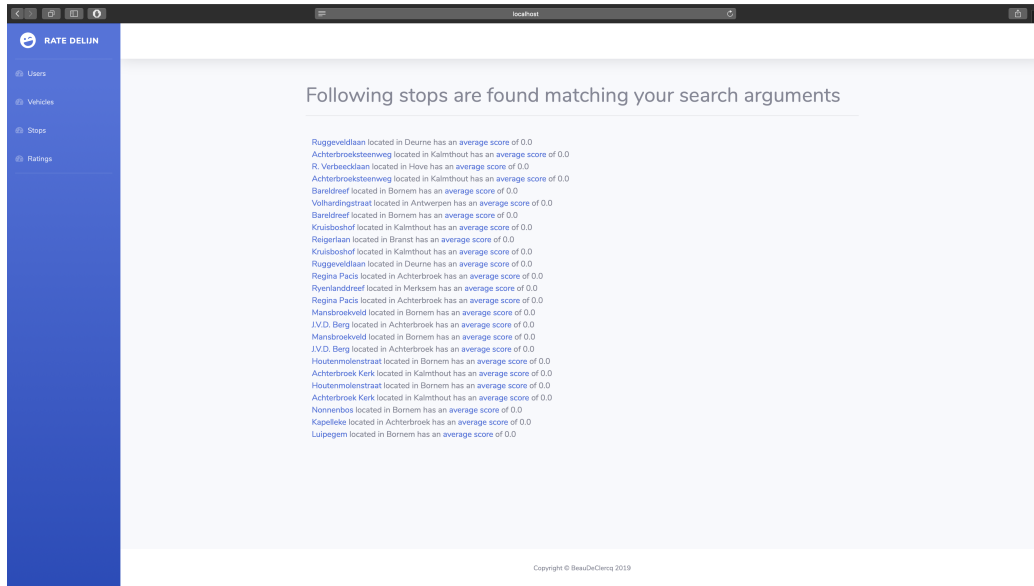 localhost
RATE DELIJN
Users
Vehicles
Stops
Ratings
Following stops are found matching your search arguments
Ruggeveldlaan located in Deurne has an average score of 0.0
Achterbroeksteenweg located in Kalmthout has an average score of 0.0
R. Verbeecklaan located in Hove has an average score of 0.0
Achterbroeksteenweg located in Kalmthout has an average score of 0.0
Bareldreef located in Bornem has an average score of 0.0
Volhardingstraat located in Antwerpen has an average score of 0.0
Bareldreef located in Bornem has an average score of 0.0
Kruisboshof located in Kalmthout has an average score of 0.0
Reigerlaan located in Branst has an average score of 0.0
Kruisboshof located in Kalmthout has an average score of 0.0
Ruggeveldlaan located in Deurne has an average score of 0.0
Regina Pacis located in Achterbroek has an average score of 0.0
Ryenlanddreef located in Merksem has an average score of 0.0
Regina Pacis located in Achterbroek has an average score of 0.0
Mansbroekveld located in Bornem has an average score of 0.0
J.V.D. Berg located in Achterbroek has an average score of 0.0
Mansbroekveld located in Bornem has an average score of 0.0
J.V.D. Berg located in Achterbroek has an average score of 0.0
Houtenmolenstraat located in Bornem has an average score of 0.0
Achterbroek Kerk located in Kalmthout has an average score of 0.0
Houtenmolenstraat located in Bornem has an average score of 0.0
Achterbroek Kerk located in Kalmthout has an average score of 0.0
Nonnenbos located in Bornem has an average score of 0.0
Kapelleke located in Achterbroek has an average score of 0.0
Luipegem located in Bornem has an average score of 0.0
Copyright © BeauDeClercq 2019